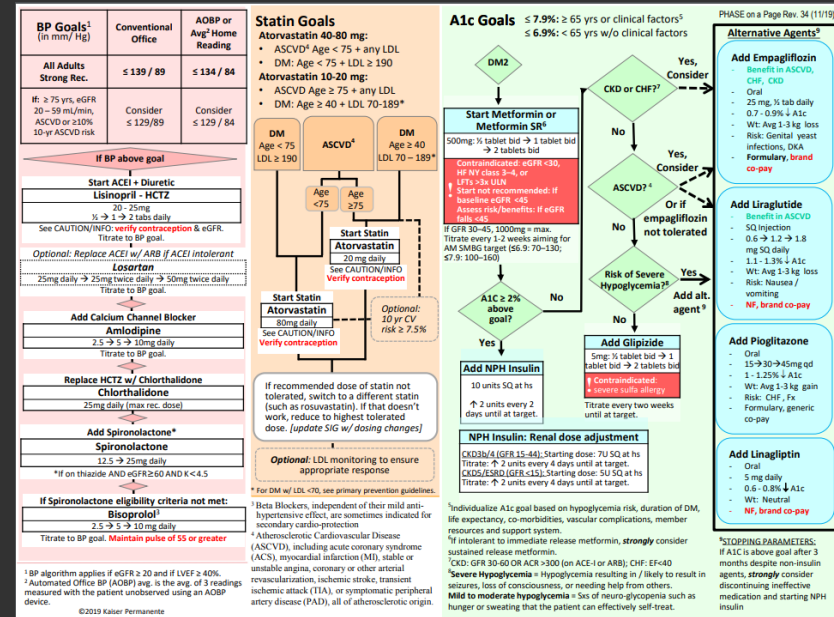 PHASE on a Page Rev. 34 (11/19)
BP Goals1
(in mm/ Hg)
Conventional
Office
AOBP or
Avg2 Home
Reading
All Adults
Strong Rec.
≤ 139 / 89
≤ 134 / 84
If: ≥ 75 yrs, eGFR
20 – 59 mL/min,
ASCVD or ≥10%
10-yr ASCVD risk
Consider
≤ 129/89
Consider
≤ 129 / 84
If BP above goal
Start ACEI + Diuretic
Lisinopril - HCTZ
20 - 25mg
½ → 1 → 2 tabs daily
See CAUTION/INFO: verify contraception & eGFR.
Titrate to BP goal.
Optional: Replace ACEI w/ ARB if ACEI intolerant
Losartan
25mg daily → 25mg twice daily → 50mg twice daily
Titrate to BP goal.
Add Calcium Channel Blocker
Amlodipine
2.5 → 5 → 10mg daily
Titrate to BP goal.
Replace HCTZ w/ Chlorthalidone
Chlorthalidone
25mg daily (max rec. dose)
Add Spironolactone*
Spironolactone
12.5 → 25mg daily
*If on thiazide AND eGFR≥60 AND K<4.5
If Spironolactone eligibility criteria not met:
Bisoprolol3
2.5 → 5 → 10 mg daily
Titrate to BP goal. Maintain pulse of 55 or greater
1 BP algorithm applies if eGFR ≥ 20 and if LVEF ≥ 40%.
2 Automated Office BP (AOBP) avg. is the avg. of 3 readings
measured with the patient unobserved using an AOBP
device.
©2019 Kaiser Permanente
Statin Goals
Atorvastatin 40-80 mg:
• ASCVD4 Age < 75 + any LDL
• DM: Age < 75 + LDL ≥ 190
Atorvastatin 10-20 mg:
• ASCVD Age ≥ 75 + any LDL
• DM: Age ≥ 40 + LDL 70-189*
DM
Age < 75
LDL ≥ 190
ASCVD4
DM
Age ≥ 40
LDL 70 – 189*
Age
<75
Age
≥75
Start Statin
Atorvastatin
20 mg daily
See CAUTION/INFO
Verify contraception
Start Statin
Atorvastatin
80mg daily
See CAUTION/INFO
Verify contraception
Optional:
10 yr CV
risk ≥ 7.5%
If recommended dose of statin not
tolerated, switch to a different statin
(such as rosuvastatin). If that doesn't
work, reduce to highest tolerated
dose. [update SIG w/ dosing changes]
Optional: LDL monitoring to ensure
appropriate response
* For DM w/ LDL <70, see primary prevention guidelines.
3 Beta Blockers, independent of their mild anti-
hypertensive effect, are sometimes indicated for
secondary cardio-protection
4 Atherosclerotic Cardiovascular Disease
(ASCVD), including acute coronary syndrome
(ACS), myocardial infarction (MI), stable or
unstable angina, coronary or other arterial
revascularization, ischemic stroke, transient
ischemic attack (TIA), or symptomatic peripheral
artery disease (PAD), all of atherosclerotic origin.
A1c Goals ≤ 7.9%: ≥ 65 yrs or clinical factors5
≤ 6.9%: < 65 yrs w/o clinical factors
DM2
Start Metformin or
Metformin SR6
500mg: ½ tablet bid → 1 tablet bid
→ 2 tablets bid
! Contraindicated: eGFR <30,
HF NY class 3–4, or
LFTs >3x ULN
Start not recommended: If
baseline eGFR <45
Assess risk/benefits: If eGFR
falls <45
If GFR 30–45, 1000mg = max.
Titrate every 1-2 weeks aiming for
AM SMBG target (≤6.9: 70–130;
≤7.9: 100–160)
A1C ≥ 2%
above
goal?
No
Yes
Add NPH Insulin
10 units SQ at hs
↑ 2 units every 2
days until at target.
NPH Insulin: Renal dose adjustment
CKD3b/4 (GFR 15-44): Starting dose: 7U SQ at hs
Titrate: ↑ 2 units every 4 days until at target.
CKD5/ESRD (GFR <15): Starting dose: 5U SQ at hs
Titrate: ↑ 2 units every 4 days until at target.
CKD or CHF?7
Yes,
Consider
No
ASCVD? 4
Yes,
Consider
Or if
empagliflozin
not tolerated
No
Risk of Severe
Hypoglycemia?8
Yes
Add alt.
agent 9
No
Add Glipizide
5mg: ½ tablet bid → 1
tablet bid → 2 tablets bid
! Contraindicated:
severe sulfa allergy
Titrate every two weeks
until at target.
5Individualize A1c goal based on hypoglycemia risk, duration of DM,
life expectancy, co-morbidities, vascular complications, member
resources and support system.
6If intolerant to immediate release metformin, strongly consider
sustained release metformin.
7CKD: GFR 30-60 OR ACR >300 (on ACE-I or ARB); CHF: EF<40
8Severe Hypoglycemia = Hypoglycemia resulting in / likely to result in
seizures, loss of consciousness, or needing help from others.
Mild to moderate hypoglycemia = Sxs of neuro-glycopenia such as
hunger or sweating that the patient can effectively self-treat.
Alternative Agents9
Add Empagliflozin
- Benefit in ASCVD,
CHF, CKD
- Oral
- 25 mg, ½ tab daily
- 0.7 - 0.9% ↓ A1c
- Wt: Avg 1-3 kg loss
- Risk: Genital yeast
infections, DKA
- Formulary, brand
co-pay
Add Liraglutide
- Benefit in ASCVD
- SQ Injection
- 0.6 → 1.2 → 1.8
mg SQ daily
- 1.1 - 1.3% ↓ A1c
- Wt: Avg 1-3 kg loss
- Risk: Nausea /
vomiting
- NF, brand co-pay
Add Pioglitazone
- Oral
- 15→30→45mg qd
- 1 - 1.25% ↓ A1c
- Wt: Avg 1-3 kg gain
- Risk: CHF , Fx
- Formulary, generic
co-pay
Add Linagliptin
- Oral
- 5 mg daily
- 0.6 - 0.8% ↓ A1c
- Wt: Neutral
- NF, brand co-pay
9STOPPING PARAMETERS:
If A1C is above goal after 3
months despite non-insulin
agents, strongly consider
discontinuing ineffective
medication and starting NPH
insulin